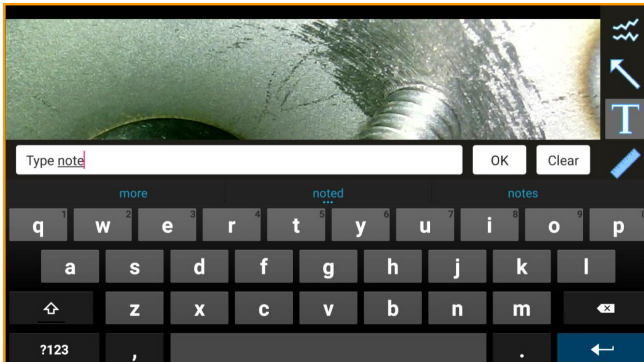 T
Type note OK Clear
more noted notes
q 1 w 2 e 3 r 4 t 5 y 6 u 7 i 8 o 9 p
a s d f g h j k l
z x c v b n m
?123 , .